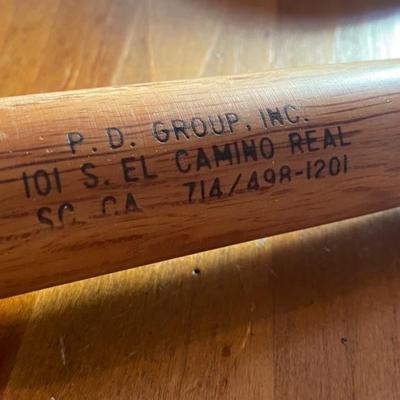 P. D. GROUP, INC.
101 S. EL CAMINO REAL
SC, CA 714/498-1201